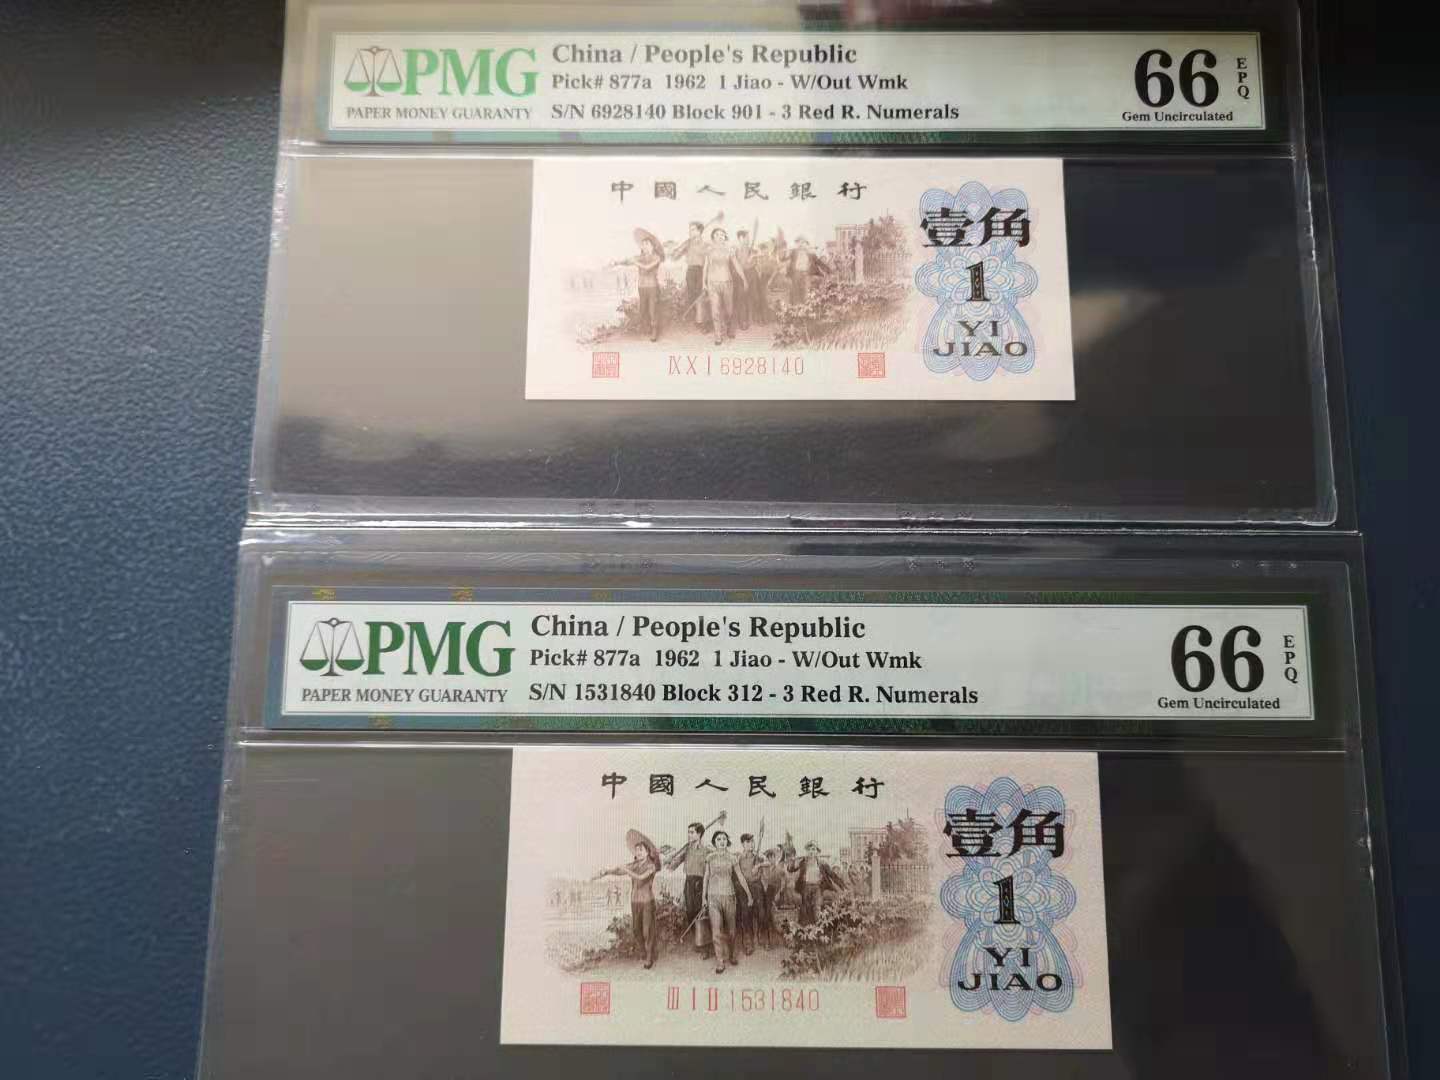 PMG
PAPER MONEY GUARANTY
China / People's Republic
Pick# 877a 1962 1 Jiao - W/Out Wmk
S/N 6928140 Block 901 - 3 Red R. Numerals
66
EPQ
Gem Uncirculated
中國人民銀行
壹角
1
YI
JIAO
ⅨⅩⅠ6928140
PMG
PAPER MONEY GUARANTY
China / People's Republic
Pick# 877a 1962 1 Jiao - W/Out Wmk
S/N 1531840 Block 312 - 3 Red R. Numerals
66
EPQ
Gem Uncirculated
中國人民銀行
壹角
1
YI
JIAO
ⅢⅠⅡ1531840